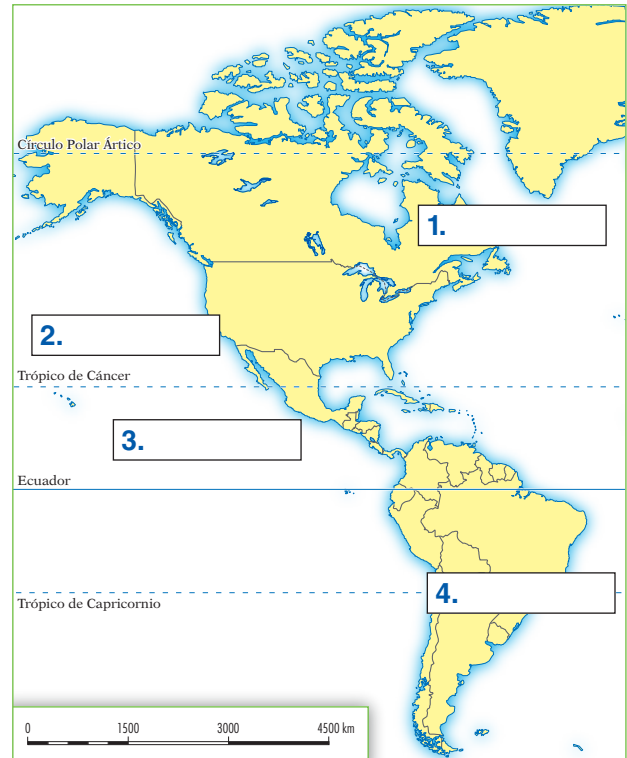 Círculo Polar Ártico
1.
2.
Trópico de Cáncer
3.
Ecuador
4.
Trópico de Capricornio
0 1500 3000 4500 km